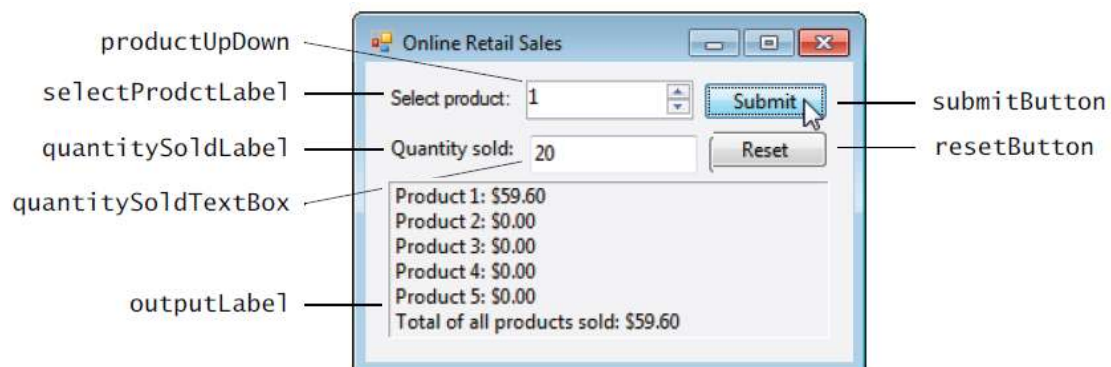 productUpDown
Online Retail Sales
selectProdctLabel
Select product:
1
Submit
submitButton
quantitySoldLabel
Quantity sold:
20
Reset
resetButton
quantitySoldTextBox
Product 1: $59.60
Product 2: $0.00
Product 3: $0.00
Product 4: $0.00
outputLabel
Product 5: $0.00
Total of all products sold: $59.60